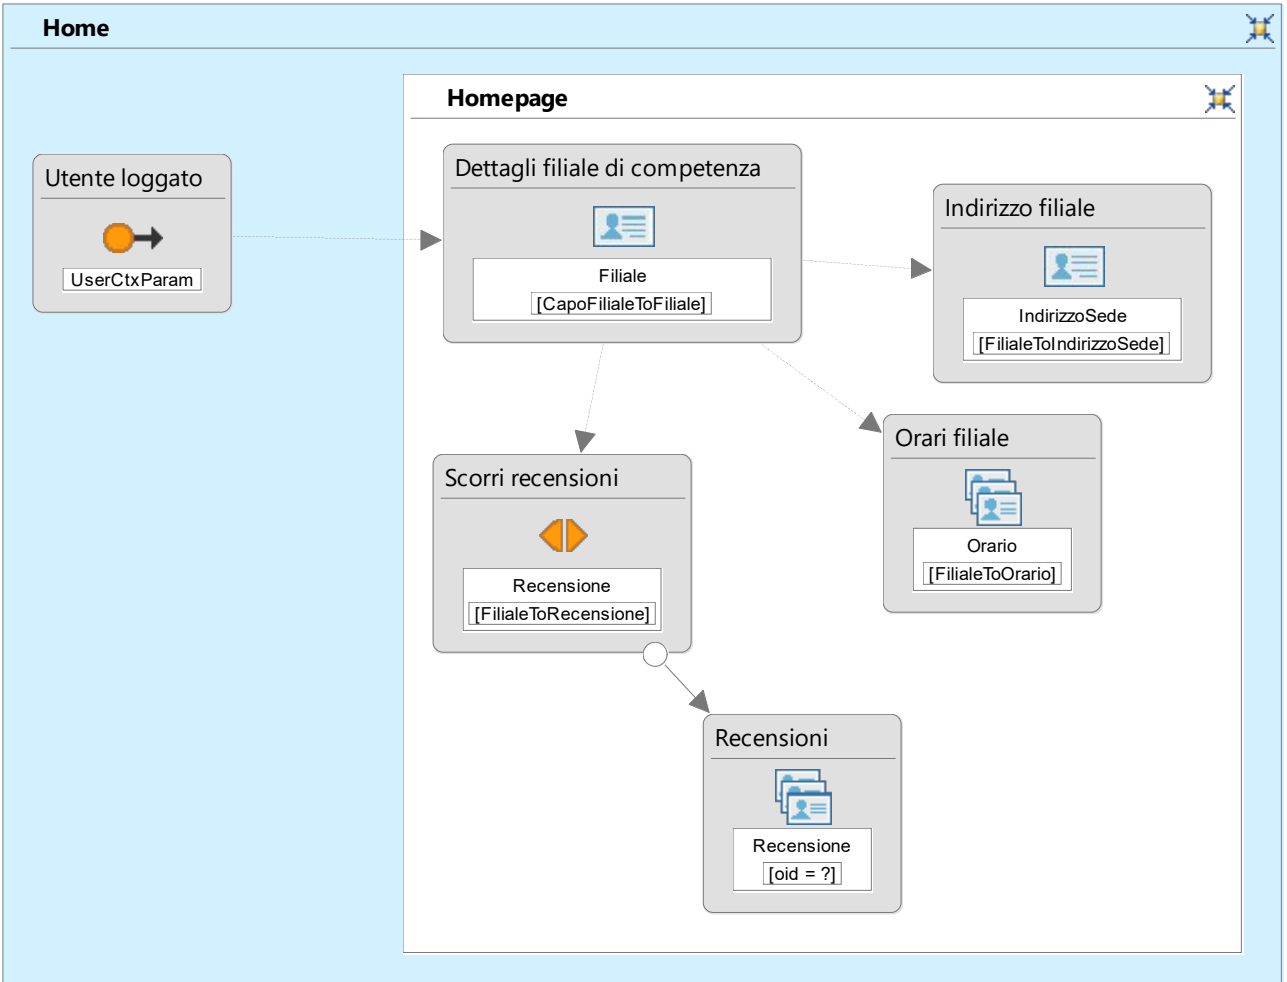 Home
Homepage
Utente loggato
UserCtxParam
Dettagli filiale di competenza
Filiale
[CapoFilialeToFiliale]
Indirizzo filiale
IndirizzoSede
[FilialeToIndirizzoSede]
Orari filiale
Orario
[FilialeToOrario]
Scorri recensioni
Recensione
[FilialeToRecensione]
Recensioni
Recensione
[oid = ?]